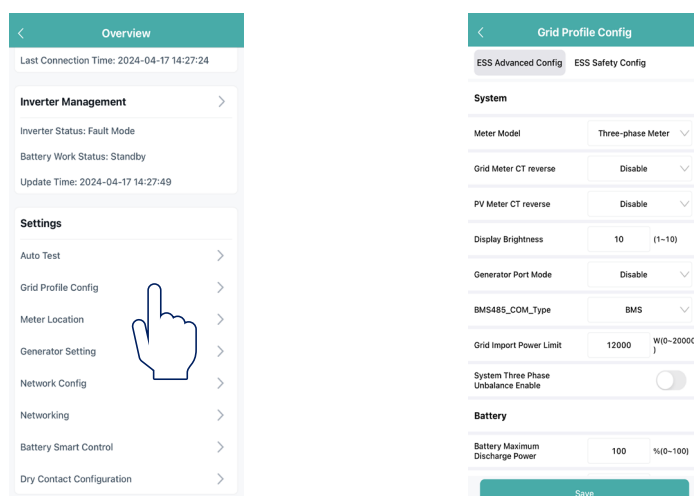 Overview
Last Connection Time: 2024-04-17 14:27:24
Inverter Management
Inverter Status: Fault Mode
Battery Work Status: Standby
Update Time: 2024-04-17 14:27:49
Settings
Auto Test
Grid Profile Config
Meter Location
Generator Setting
Network Config
Networking
Battery Smart Control
Dry Contact Configuration
Grid Profile Config
ESS Advanced Config ESS Safety Config
System
Meter Model Three-phase Meter
Grid Meter CT reverse Disable
PV Meter CT reverse Disable
Display Brightness 10 (1~10)
Generator Port Mode Disable
BMS485_COM_Type BMS
Grid Import Power Limit 12000 W(0~20000
)
System Three Phase
Unbalance Enable
Battery
Battery Maximum
Discharge Power 100 %(0~100)
Save